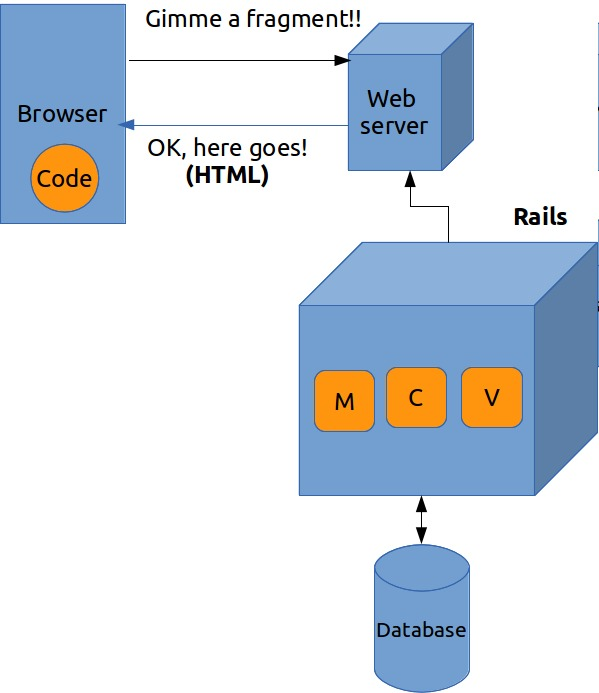 Gimme a fragment!!
Browser
Code
Web
server
OK, here goes!
(HTML)
Rails
M
C
V
Database